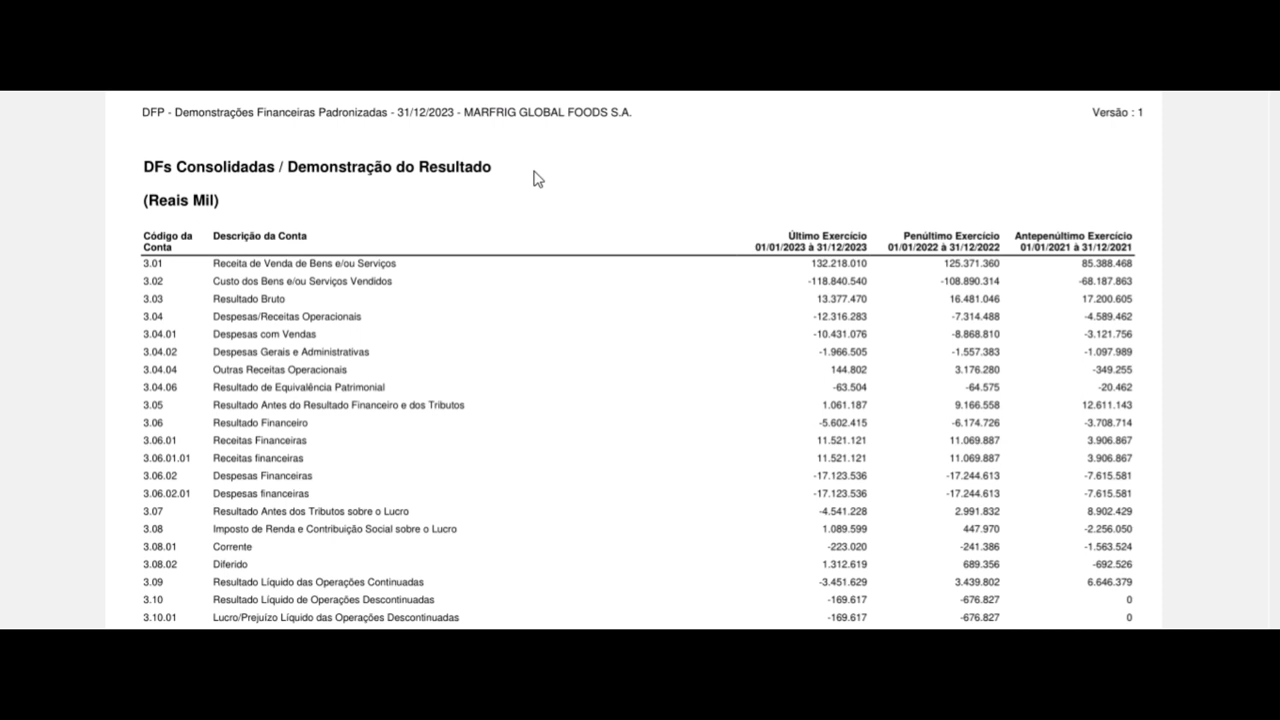 DFP - Demonstrações Financeiras Padronizadas - 31/12/2023 - MARFRIG GLOBAL FOODS S.A. Versão : 1
DFs Consolidadas / Demonstração do Resultado
(Reais Mil)
Código da Conta Descrição da Conta Último Exercício 01/01/2023 à 31/12/2023 Penúltimo Exercício 01/01/2022 à 31/12/2022 Antepenúltimo Exercício 01/01/2021 à 31/12/2021
3.01 Receita de Venda de Bens e/ou Serviços 132.218.010 125.371.360 85.388.468
3.02 Custo dos Bens e/ou Serviços Vendidos -118.840.540 -108.890.314 -68.187.863
3.03 Resultado Bruto 13.377.470 16.481.046 17.200.605
3.04 Despesas/Receitas Operacionais -12.316.283 -7.314.488 -4.589.462
3.04.01 Despesas com Vendas -10.431.076 -8.868.810 -3.121.756
3.04.02 Despesas Gerais e Administrativas -1.966.505 -1.557.383 -1.097.989
3.04.04 Outras Receitas Operacionais 144.802 3.176.280 -349.255
3.04.06 Resultado de Equivalência Patrimonial -63.504 -64.575 -20.462
3.05 Resultado Antes do Resultado Financeiro e dos Tributos 1.061.187 9.166.558 12.611.143
3.06 Resultado Financeiro -5.602.415 -6.174.726 -3.708.714
3.06.01 Receitas Financeiras 11.521.121 11.069.887 3.906.867
3.06.01.01 Receitas financeiras 11.521.121 11.069.887 3.906.867
3.06.02 Despesas Financeiras -17.123.536 -17.244.613 -7.615.581
3.06.02.01 Despesas financeiras -17.123.536 -17.244.613 -7.615.581
3.07 Resultado Antes dos Tributos sobre o Lucro -4.541.228 2.991.832 8.902.429
3.08 Imposto de Renda e Contribuição Social sobre o Lucro 1.089.599 447.970 -2.256.050
3.08.01 Corrente -223.020 -241.386 -1.563.524
3.08.02 Diferido 1.312.619 689.356 -692.526
3.09 Resultado Líquido das Operações Continuadas -3.451.629 3.439.802 6.646.379
3.10 Resultado Líquido de Operações Descontinuadas -169.617 -676.827 0
3.10.01 Lucro/Prejuízo Líquido das Operações Descontinuadas -169.617 -676.827 0